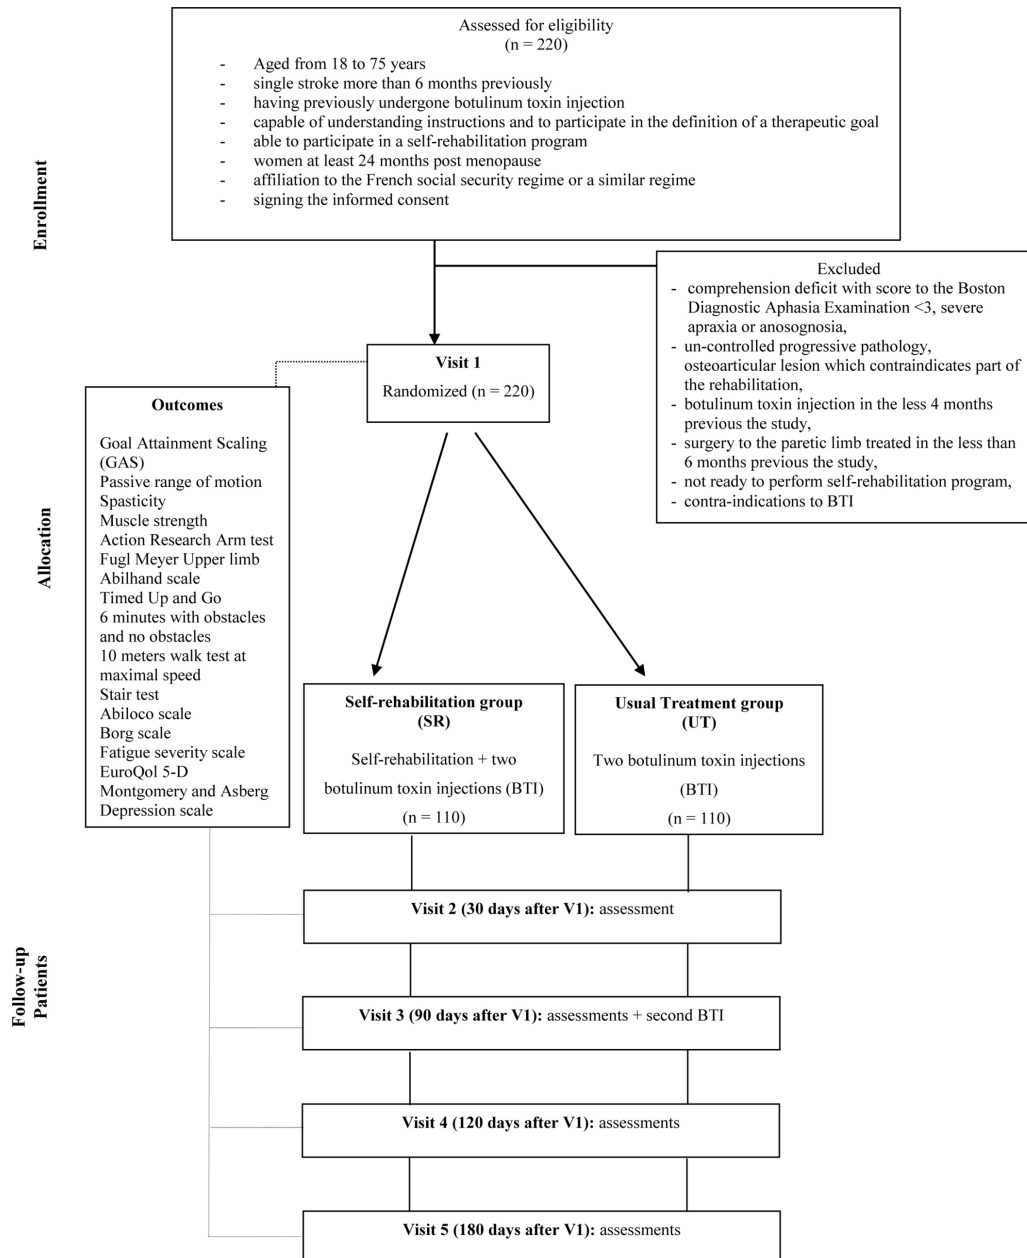 Assessed for eligibility
(n = 220)
- Aged from 18 to 75 years
- single stroke more than 6 months previously
- having previously undergone botulinum toxin injection
- capable of understanding instructions and to participate in the definition of a therapeutic goal
- able to participate in a self-rehabilitation program
- women at least 24 months post menopause
- affiliation to the French social security regime or a similar regime
- signing the informed consent
Enrollment
Excluded
- comprehension deficit with score to the Boston
Diagnostic Aphasia Examination <3, severe
apraxia or anosognosia,
- un-controlled progressive pathology,
osteoarticular lesion which contraindicates part of
the rehabilitation,
- botulinum toxin injection in the less 4 months
previous the study,
- surgery to the paretic limb treated in the less than
6 months previous the study,
- not ready to perform self-rehabilitation program,
- contra-indications to BTI
Visit 1
Randomized (n = 220)
Allocation
Outcomes
Goal Attainment Scaling
(GAS)
Passive range of motion
Spasticity
Muscle strength
Action Research Arm test
Fugl Meyer Upper limb
Abilhand scale
Timed Up and Go
6 minutes with obstacles
and no obstacles
10 meters walk test at
maximal speed
Stair test
Abiloco scale
Borg scale
Fatigue severity scale
EuroQol 5-D
Montgomery and Asberg
Depression scale
Self-rehabilitation group
(SR)
Self-rehabilitation + two
botulinum toxin injections (BTI)
(n = 110)
Usual Treatment group
(UT)
Two botulinum toxin injections
(BTI)
(n = 110)
Follow-up
Patients
Visit 2 (30 days after V1): assessment
Visit 3 (90 days after V1): assessments + second BTI
Visit 4 (120 days after V1): assessments
Visit 5 (180 days after V1): assessments